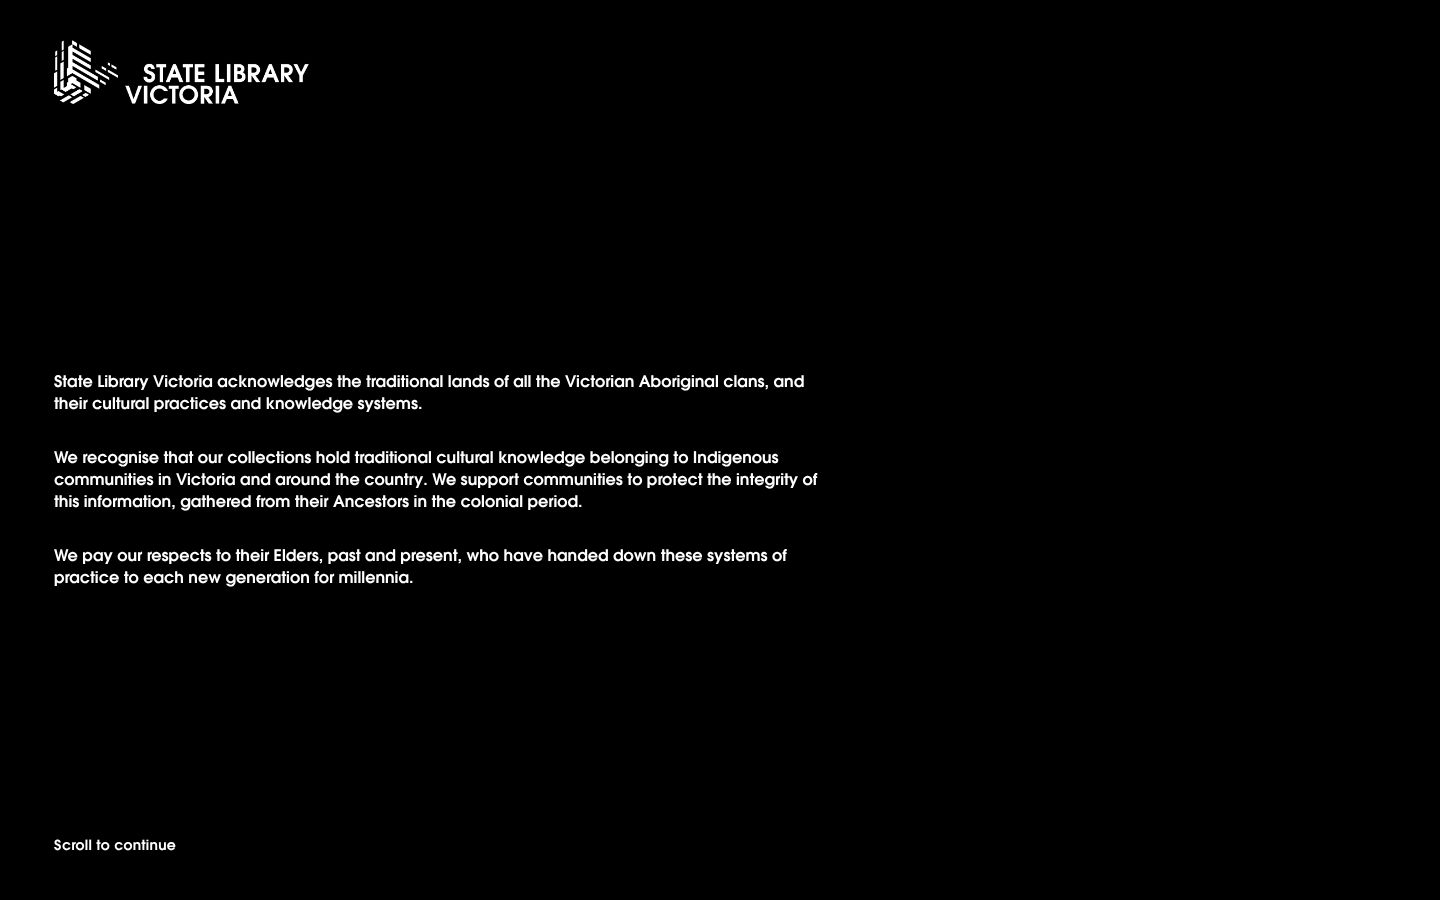 STATE LIBRARY
VICTORIA
State Library Victoria acknowledges the traditional lands of all the Victorian Aboriginal clans, and
their cultural practices and knowledge systems.
We recognise that our collections hold traditional cultural knowledge belonging to Indigenous
communities in Victoria and around the country. We support communities to protect the integrity of
this information, gathered from their Ancestors in the colonial period.
We pay our respects to their Elders, past and present, who have handed down these systems of
practice to each new generation for millennia.
Scroll to continue